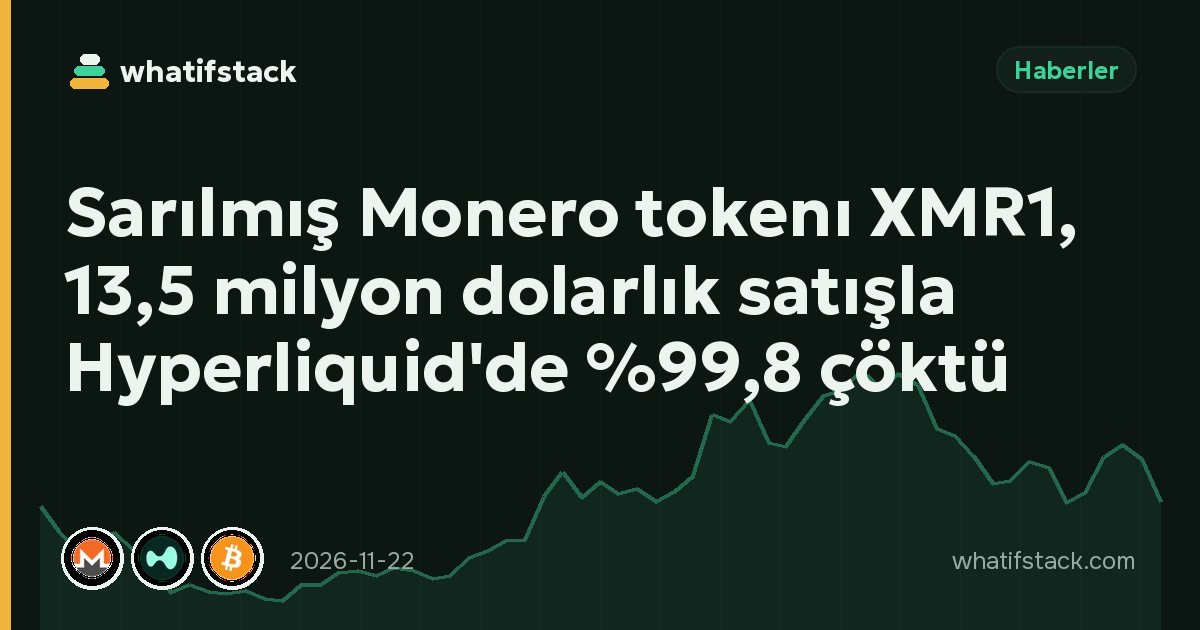 whatifstack
Haberler
Sarılmış Monero tokenı XMR1,
13,5 milyon dolarlık satışla
Hyperliquid'de %99,8 çöktü
2026-11-22
whatifstack.com